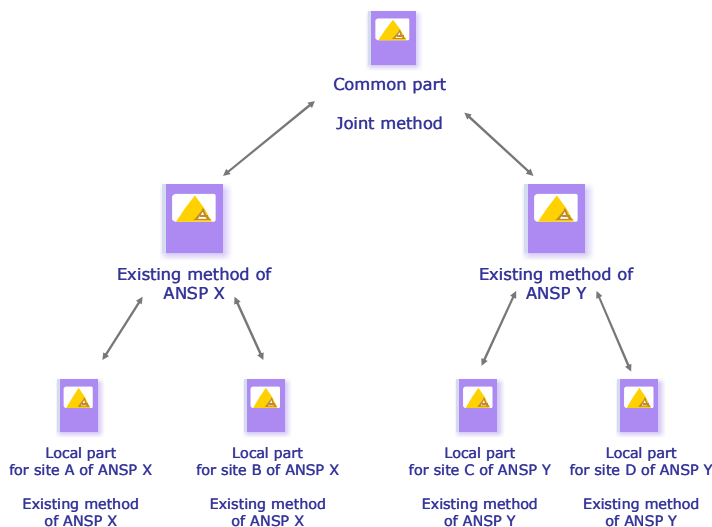 Common part
Joint method
Existing method of
ANSP X
Existing method of
ANSP Y
Local part
for site A of ANSP X
Existing method
of ANSP X
Local part
for site B of ANSP X
Existing method
of ANSP X
Local part
for site C of ANSP Y
Existing method
of ANSP Y
Local part
for site D of ANSP Y
Existing method
of ANSP Y